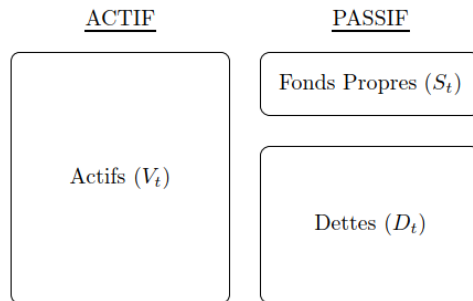 ACTIF
PASSIF
Fonds Propres (S_t)
Actifs (V_t)
Dettes (D_t)